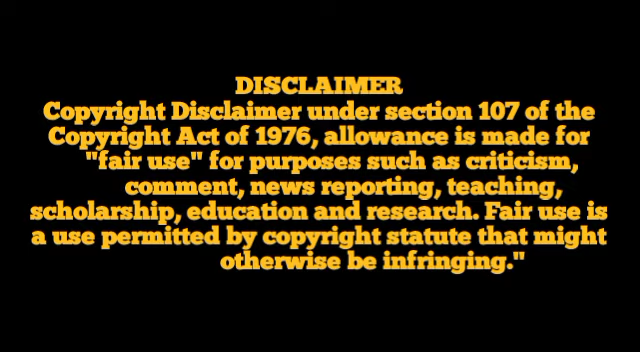 DISCLAIMER
Copyright Disclaimer under section 107 of the
Copyright Act of 1976, allowance is made for
"fair use" for purposes such as criticism,
comment, news reporting, teaching,
scholarship, education and research. Fair use is
a use permitted by copyright statute that might
otherwise be infringing."